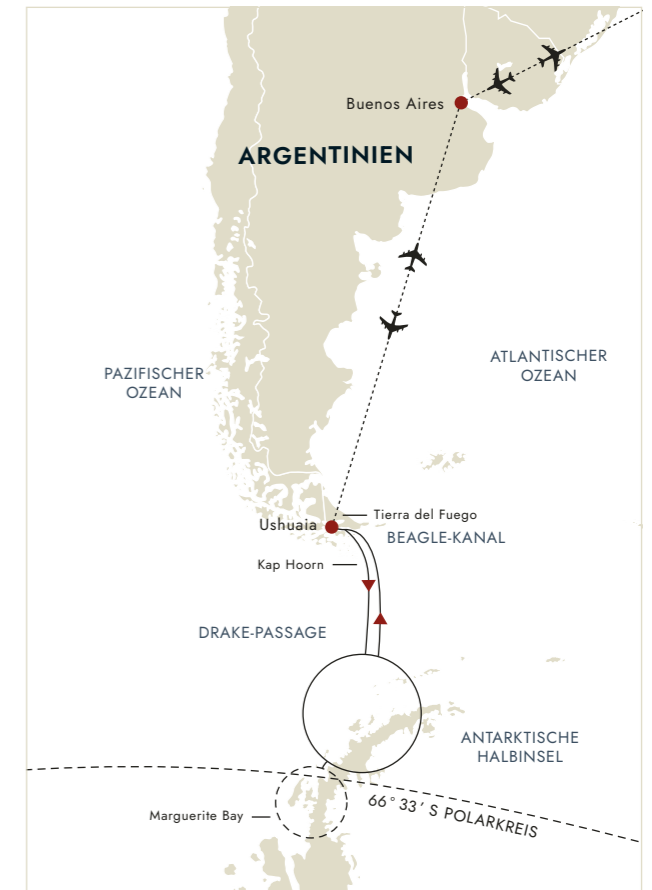 Buenos Aires
ARGENTINIEN
ATLANTISCHER
OZEAN
PAZIFISCHER
OZEAN
Tierra del Fuego
Ushuaia
BEAGLE-KANAL
Kap Hoorn
DRAKE-PASSAGE
ANTARKTISCHE
HALBINSEL
66° 33’ S POLARKREIS
Marguerite Bay